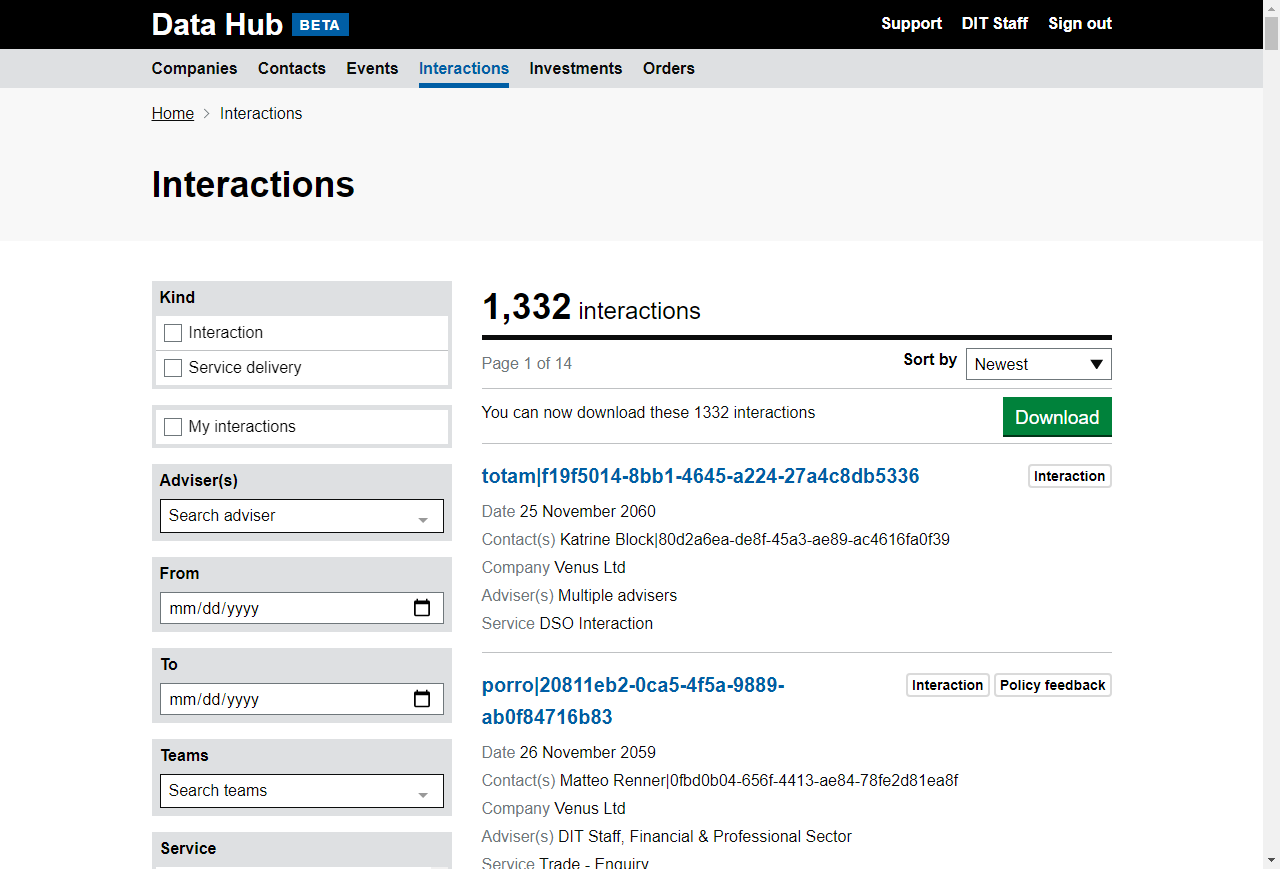 Data Hub BETA
Support DIT Staff Sign out
Companies Contacts Events Interactions Investments Orders
Home Interactions
Interactions
Kind
Interaction
Service delivery
My interactions
Adviser(s)
Search adviser
From
mm/dd/yyyy
To
mm/dd/yyyy
Teams
Search teams
Service
1,332 interactions
Page 1 of 14
Sort by Newest
You can now download these 1332 interactions
Download
totam|f19f5014-8bb1-4645-a224-27a4c8db5336
Interaction
Date 25 November 2060
Contact(s) Katrine Block|80d2a6ea-de8f-45a3-ae89-ac4616fa0f39
Company Venus Ltd
Adviser(s) Multiple advisers
Service DSO Interaction
porro|20811eb2-0ca5-4f5a-9889-
ab0f84716b83
Interaction Policy feedback
Date 26 November 2059
Contact(s) Matteo Renner|0fbd0b04-656f-4413-ae84-78fe2d81ea8f
Company Venus Ltd
Adviser(s) DIT Staff, Financial & Professional Sector
Service Trade - Enquiry